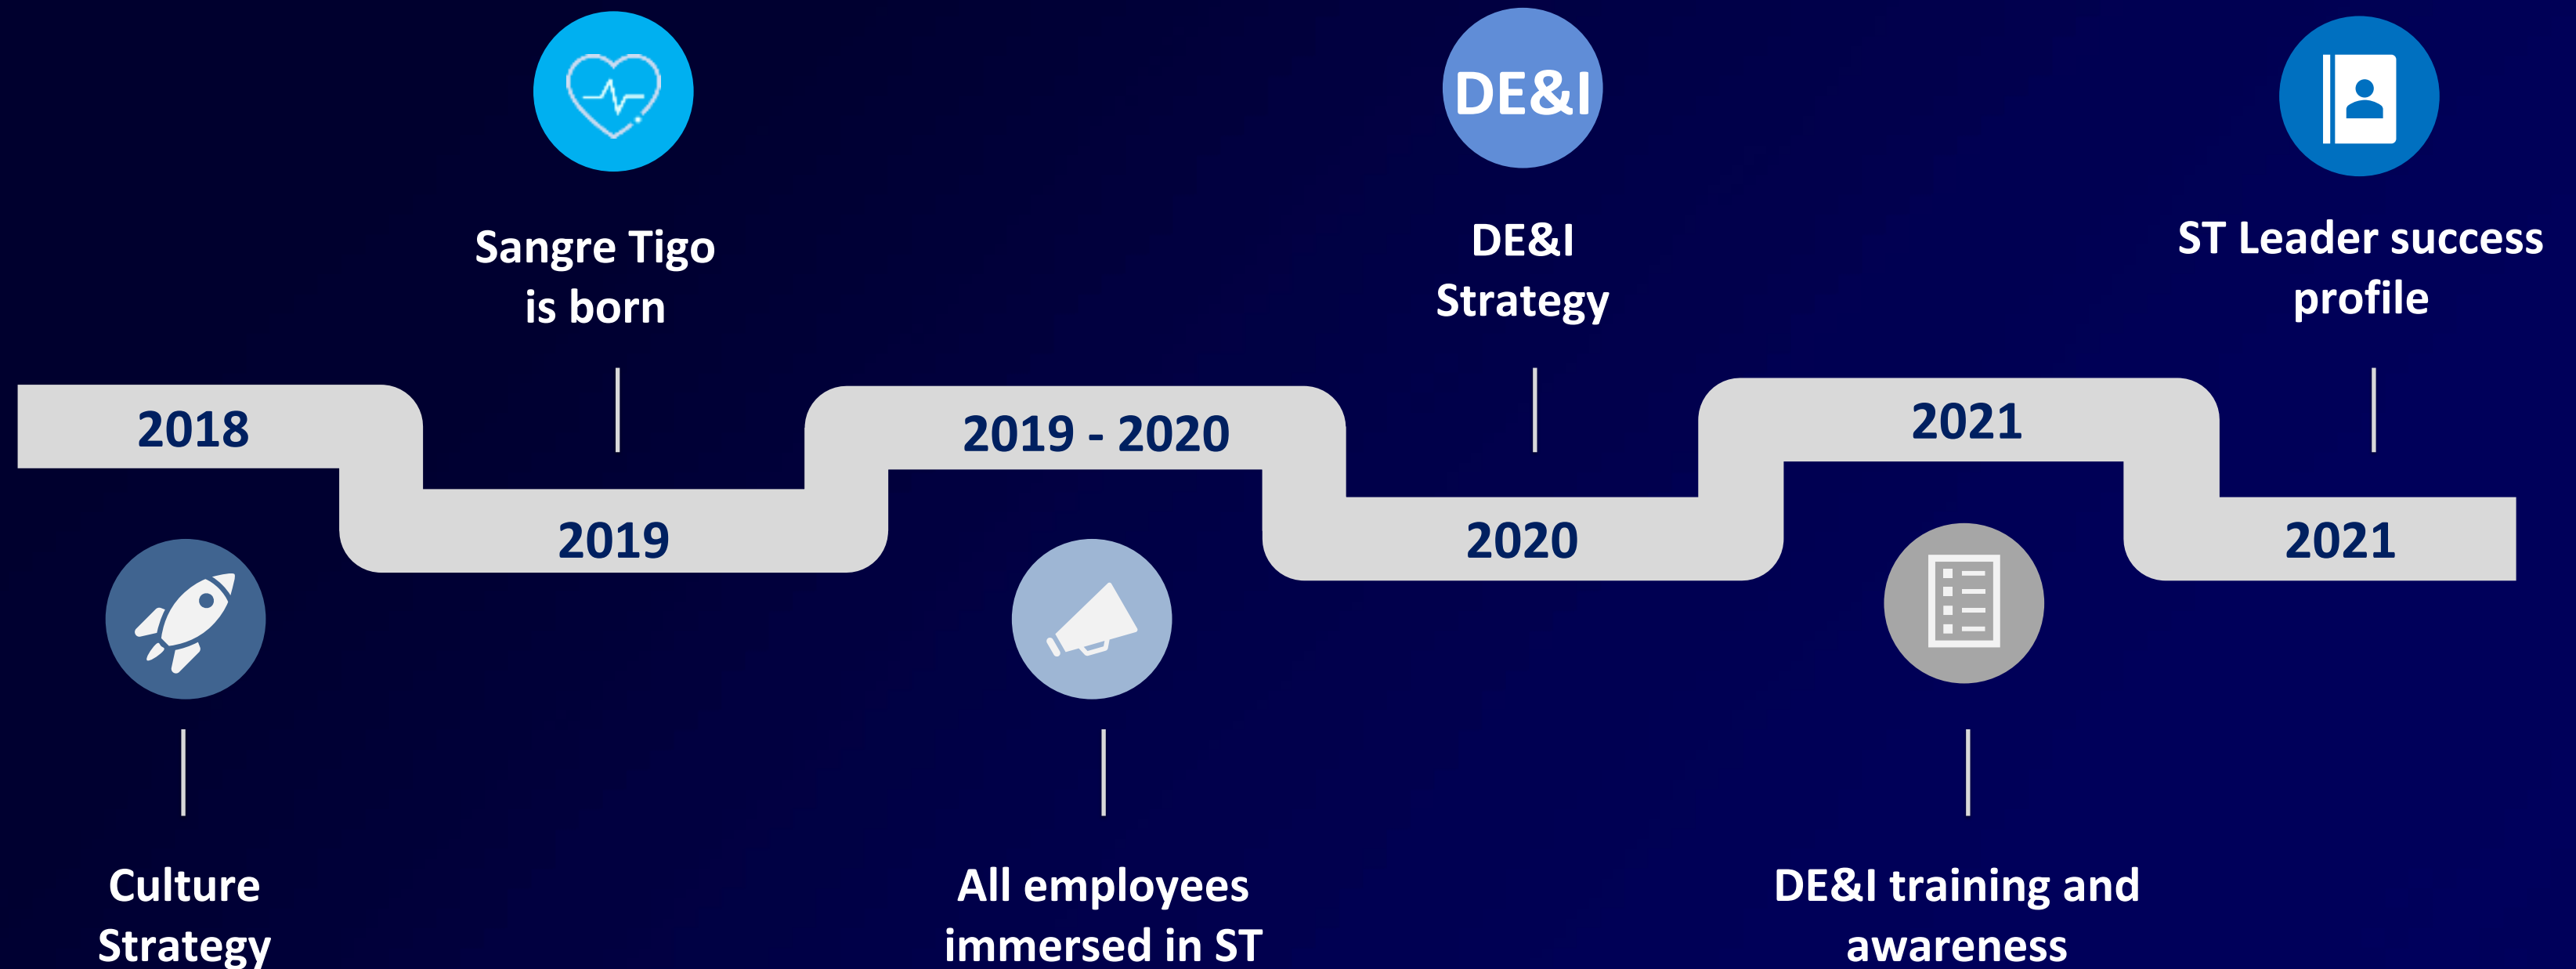 DE&I
Sangre Tigo
is born
DE&I
Strategy
ST Leader success
profile
2018
2019 - 2020
2021
2019
2020
2021
Culture
Strategy
All employees
immersed in ST
DE&I training and
awareness